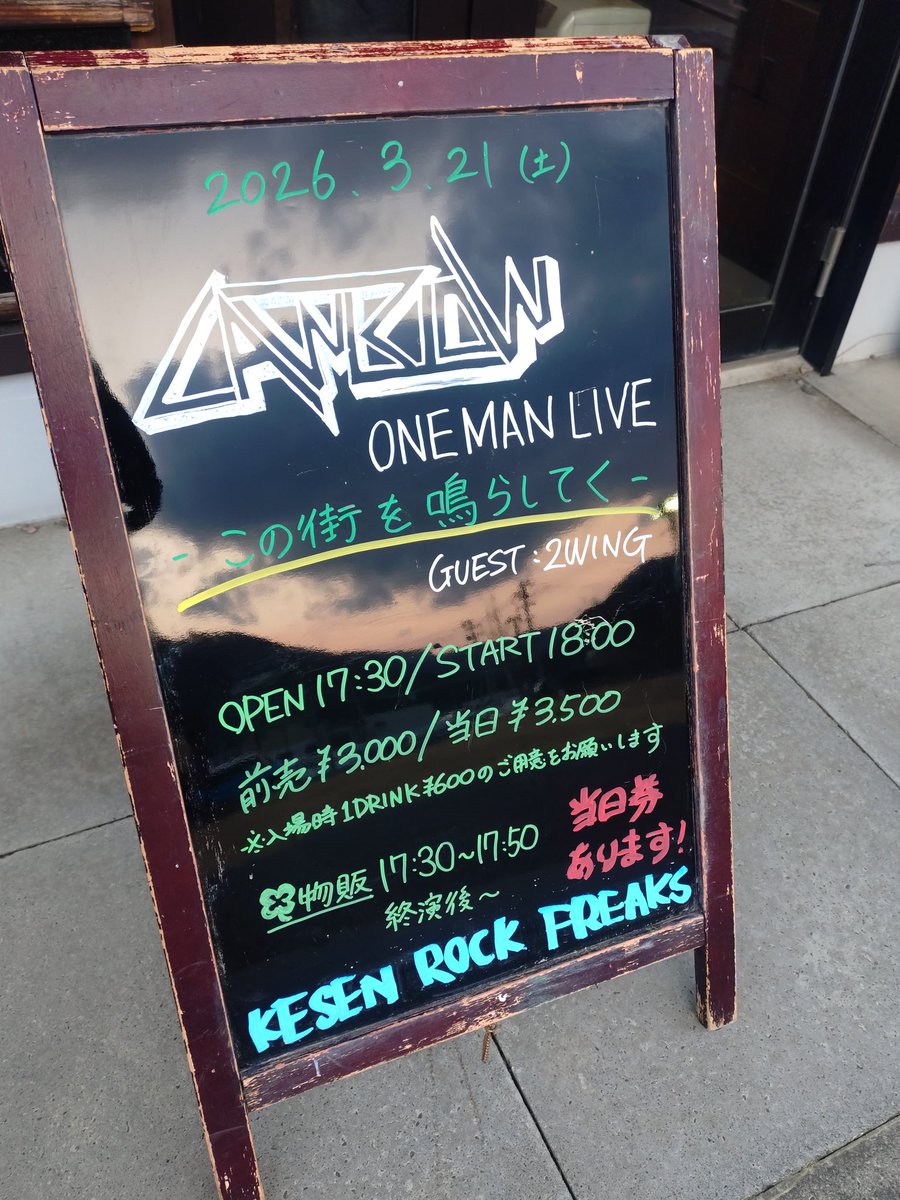 2026.3.21(土)
ONE MAN LIVE
-この街を鳴らしてく-
GUEST:2WING
OPEN 17:30/START 18:00
前売¥3.000/当日¥3.500
※入場時1DRINK¥600のご用意をお願いします
当日券
あります!
物販 17:30~17:50
終演後~
KESEN ROCK FREAKS